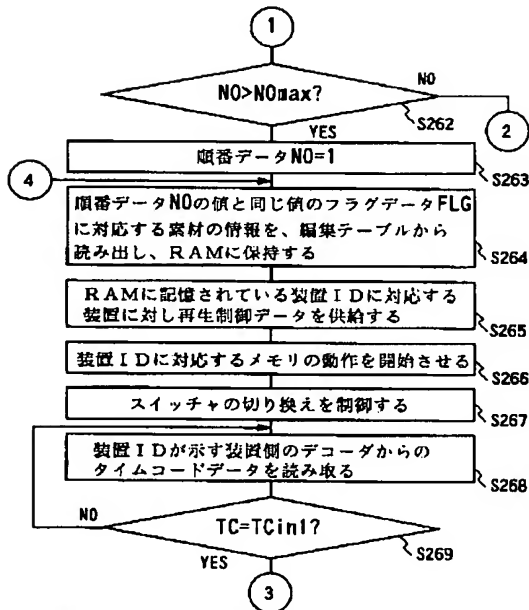 1
NO>NOmax?
NO
S262
2
YES
順番データNO=1
S263
4
順番データNOの値と同じ値のフラグデータFLG
に対応する素材の情報を、編集テーブルから
読み出し、RAMに保持する
S264
RAMに記憶されている装置IDに対応する
装置に対し再生制御データを供給する
S265
装置IDに対応するメモリの動作を開始させる
S266
スイッチャの切り換えを制御する
S267
装置IDが示す装置側のデコーダからの
タイムコードデータを読み取る
S268
NO
TC=TCin1?
S269
YES
3